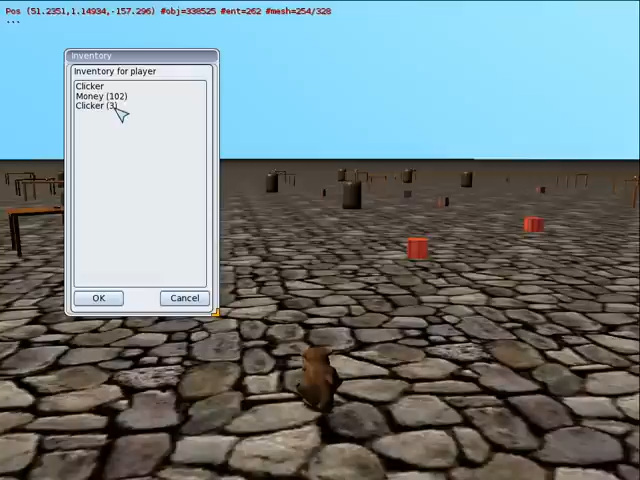 Pos (51.2351,1.14934,-157.296) #obj=338525 #ent=262 #mesh=254/328
...
Inventory
Inventory for player
Clicker
Money (102)
Clicker (3)
OK
Cancel